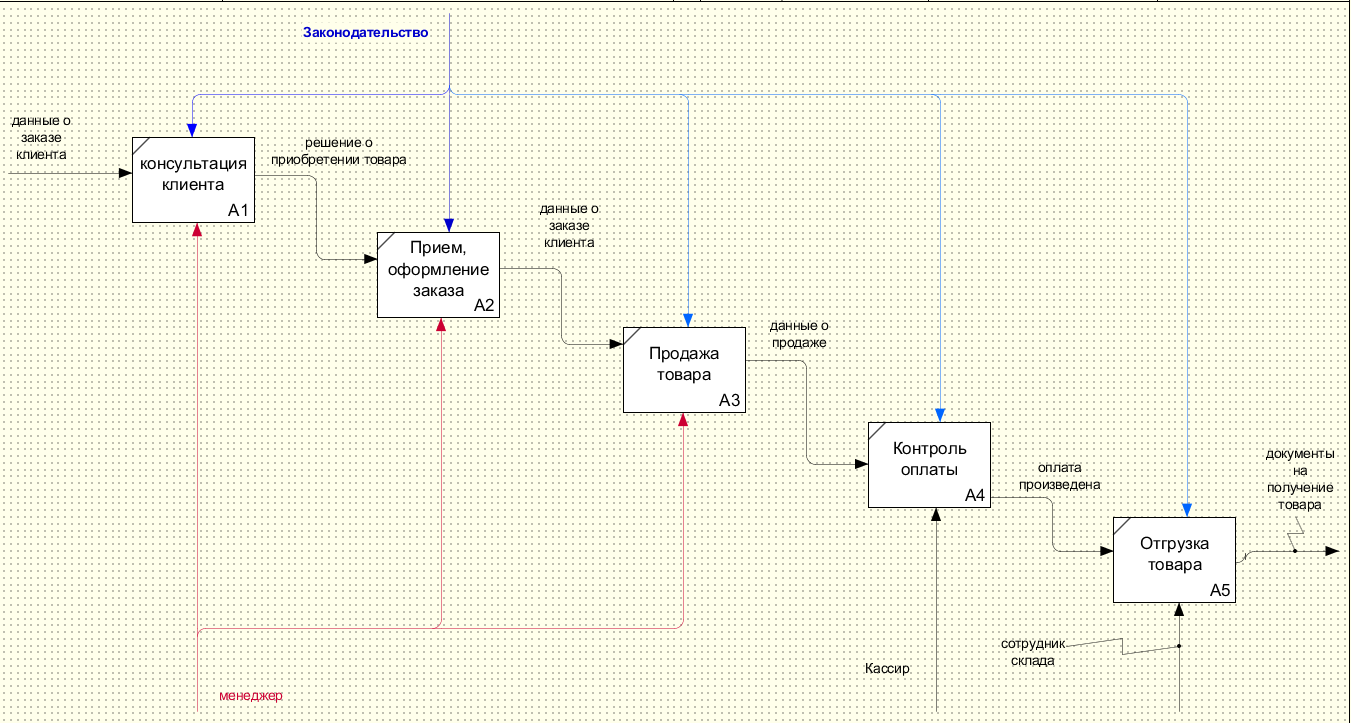 Законодательство
данные о
заказе
клиента
консультация
клиента
A1
решение о
приобретении товара
Прием,
оформление
заказа
A2
данные о
заказе
клиента
Продажа
товара
A3
данные о
продаже
Контроль
оплаты
A4
оплата
произведена
Отгрузка
товара
A5
документы
на
получение
товара
сотрудник
склада
Кассир
менеджер